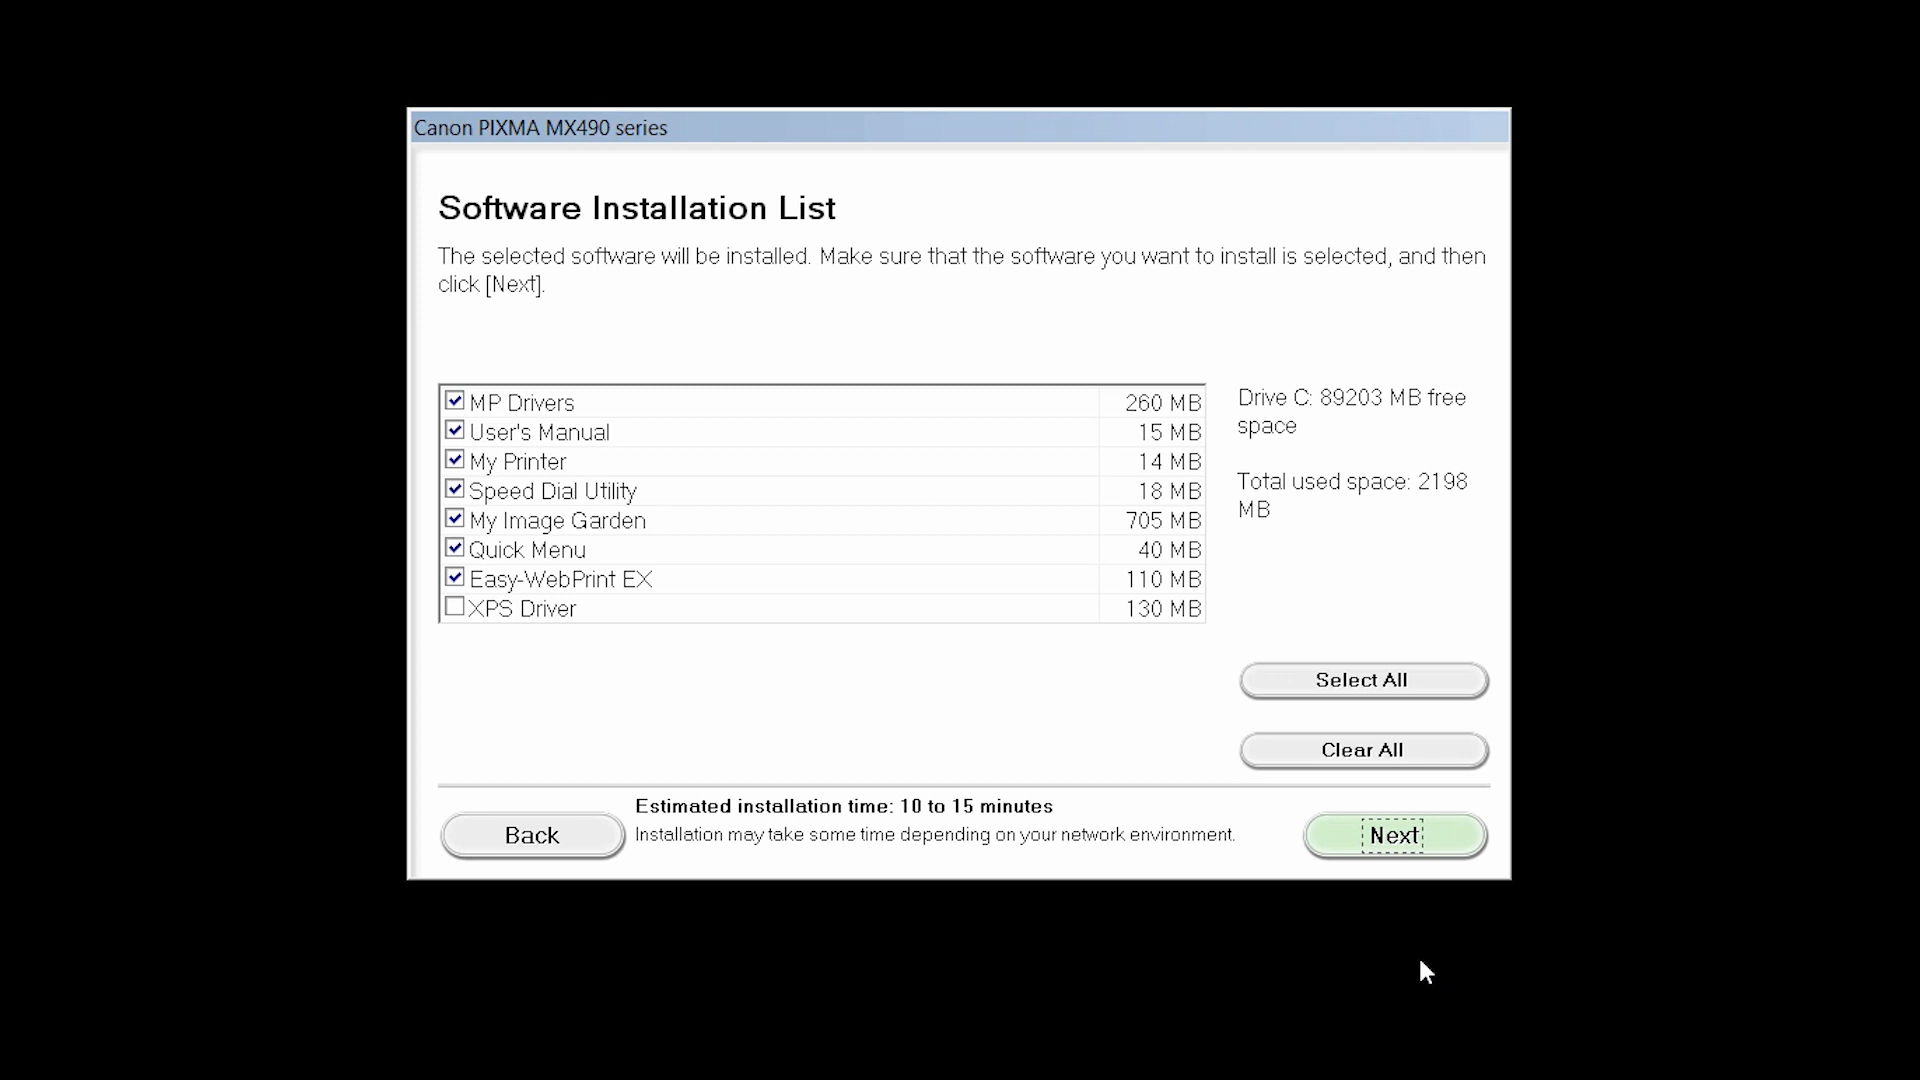 Canon PIXMA MX490 series
Software Installation List
The selected software will be installed. Make sure that the software you want to install is selected, and then
click [Next].
MP Drivers 260 MB
User's Manual 15 MB
My Printer 14 MB
Speed Dial Utility 18 MB
My Image Garden 705 MB
Quick Menu 40 MB
Easy-WebPrint EX 110 MB
XPS Driver 130 MB
Drive C: 89203 MB free
space
Total used space: 2198
MB
Select All
Clear All
Estimated installation time: 10 to 15 minutes
Installation may take some time depending on your network environment.
Back
Next